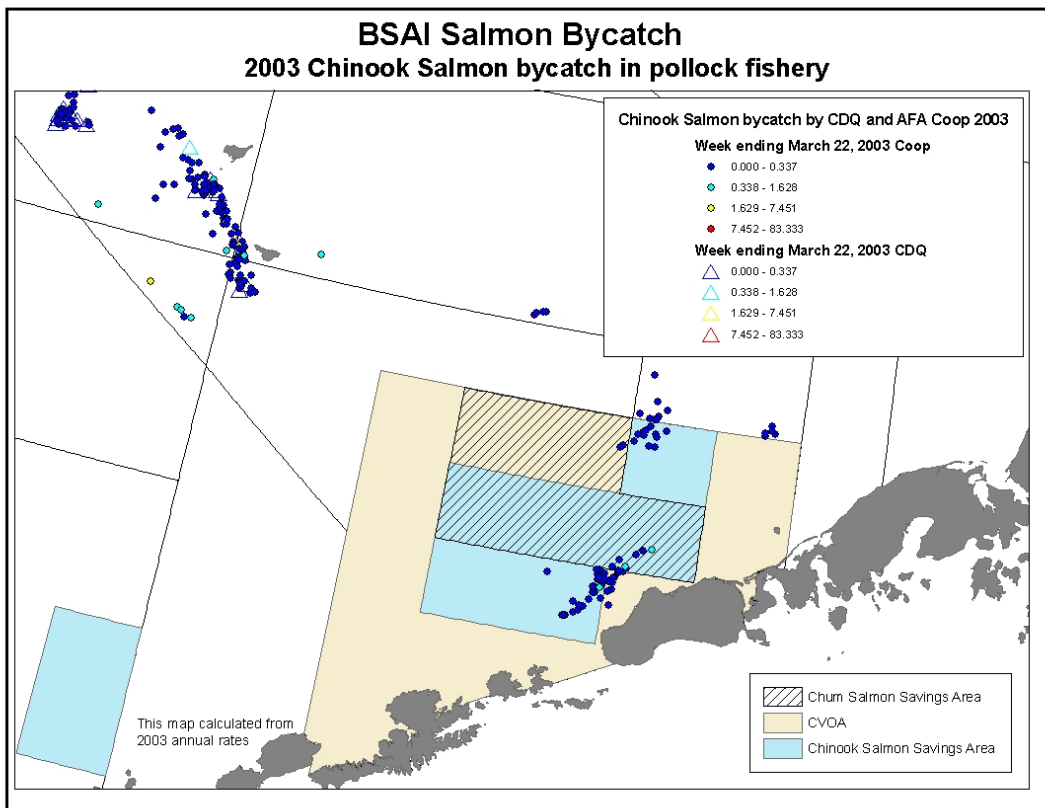 BSAI Salmon Bycatch
2003 Chinook Salmon bycatch in pollock fishery
Chinook Salmon bycatch by CDQ and AFA Coop 2003
Week ending March 22, 2003 Coop
0.000 - 0.337
0.338 - 1.628
1.629 - 7.451
7.452 - 83.333
Week ending March 22, 2003 CDQ
0.000 - 0.337
0.338 - 1.628
1.629 - 7.451
7.452 - 83.333
This map calculated from
2003 annual rates
Chum Salmon Savings Area
CVOA
Chinook Salmon Savings Area